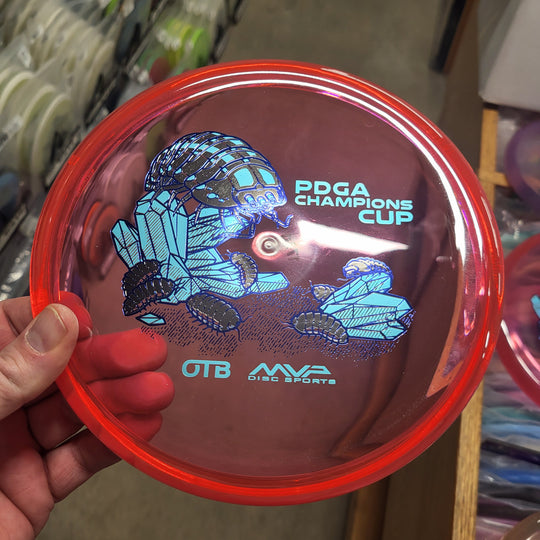 PDGA
CHAMPIONS
CUP
OTB
MVP
DISC SPORTS